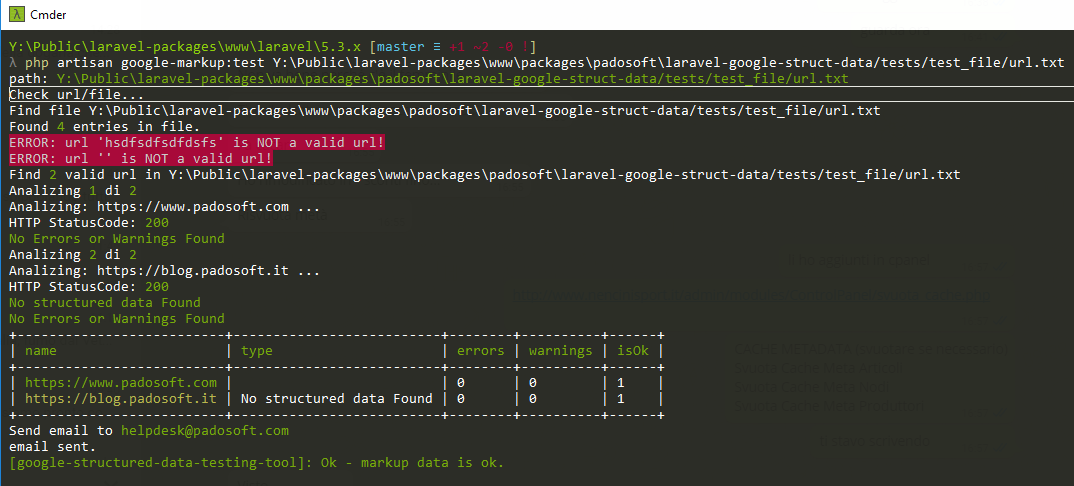 λ Cmder
Y:\Public\laravel-packages\www\laravel\5.3.x [master ≡ +1 ~2 -0 !]
λ php artisan google-markup:test Y:\Public\laravel-packages\www\packages\padosoft\laravel-google-struct-data/tests/test_file/url.txt
path: Y:\Public\laravel-packages\www\packages\padosoft\laravel-google-struct-data/tests/test_file/url.txt
Check url/file...
Find file Y:\Public\laravel-packages\www\packages\padosoft\laravel-google-struct-data/tests/test_file/url.txt
Found 4 entries in file.
ERROR: url 'hsdfsdfsdfdsfs' is NOT a valid url!
ERROR: url '' is NOT a valid url!
Find 2 valid url in Y:\Public\laravel-packages\www\packages\padosoft\laravel-google-struct-data/tests/test_file/url.txt
Analizing 1 di 2
Analizing: https://www.padosoft.com ...
HTTP StatusCode: 200
No Errors or Warnings Found
Analizing 2 di 2
Analizing: https://blog.padosoft.it ...
HTTP StatusCode: 200
No structured data Found
No Errors or Warnings Found
+--------------------------+--------------------------+--------+----------+------+
| name                     | type                     | errors | warnings | isOk |
+--------------------------+--------------------------+--------+----------+------+
| https://www.padosoft.com |                          | 0      | 0        | 1    |
| https://blog.padosoft.it | No structured data Found | 0      | 0        | 1    |
+--------------------------+--------------------------+--------+----------+------+
Send email to helpdesk@padosoft.com
email sent.
[google-structured-data-testing-tool]: Ok - markup data is ok.